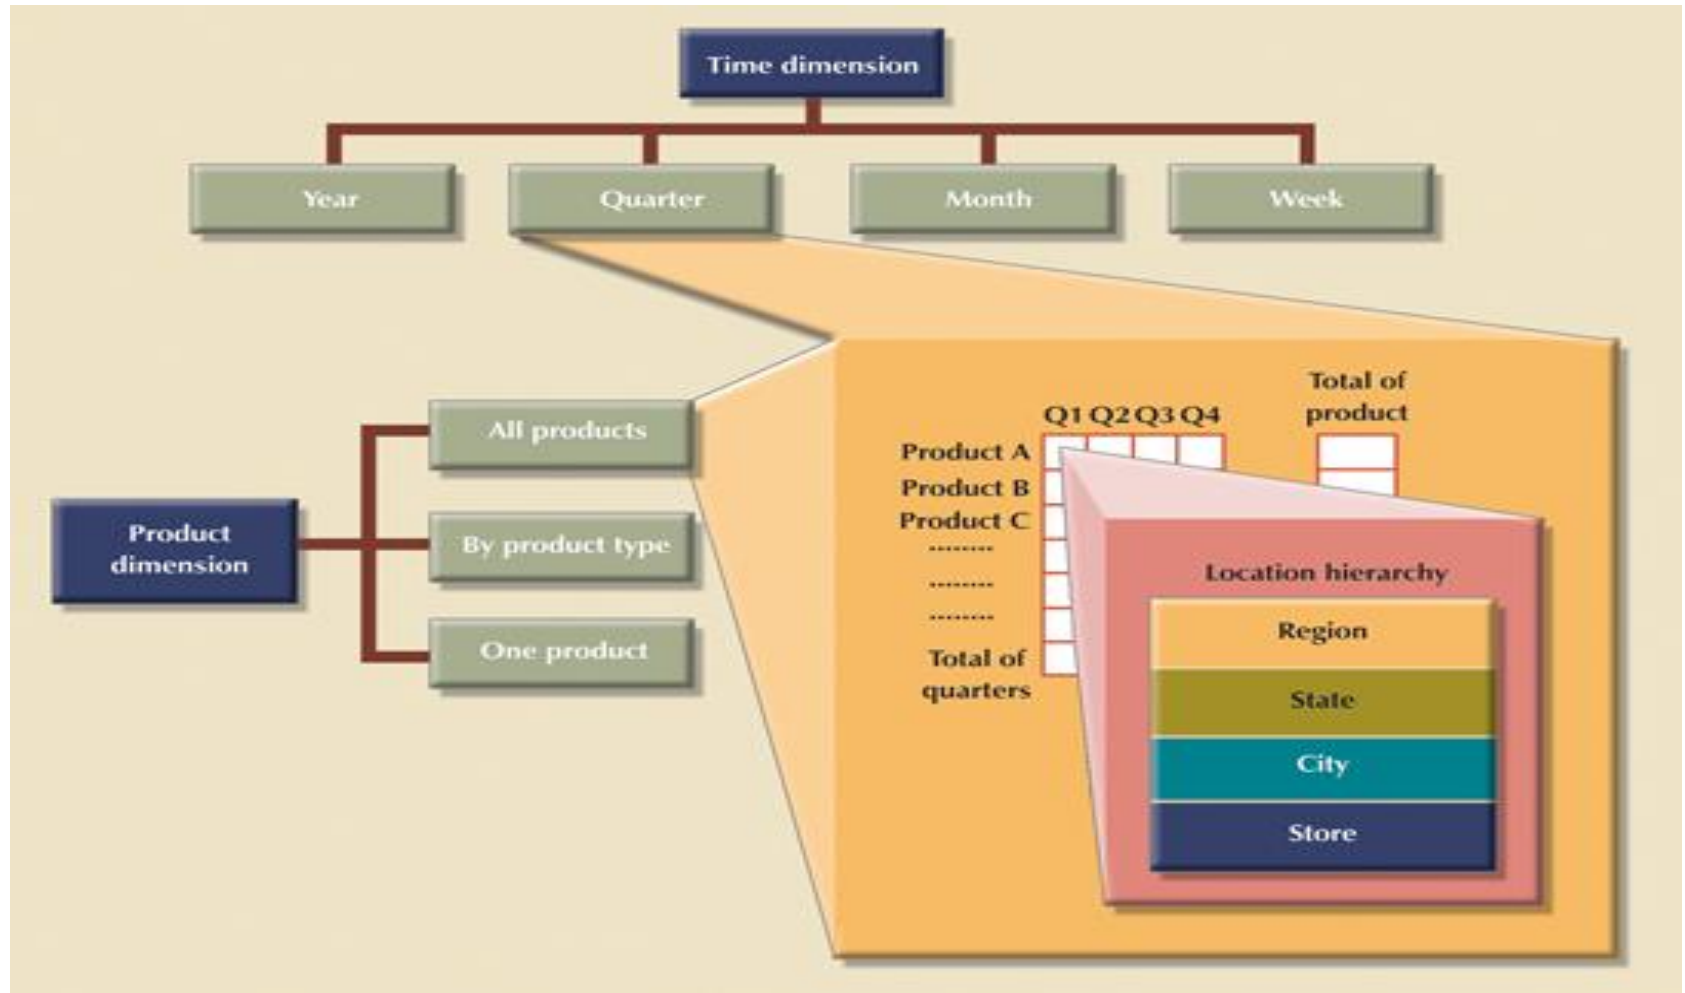 Time dimension
Year
Quarter
Month
Week
All products
By product type
One product
Product
dimension
Total of
product
Q1 Q2 Q3 Q4
Product A
Product B
Product C
........
........
........
Total of
quarters
Location hierarchy
Region
State
City
Store